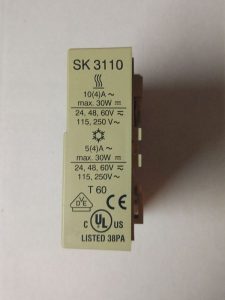 SK 3110
10(4)A ~
max. 30W ⎓
24, 48, 60V ≂
115, 250 V ~
5(4)A ~
max. 30W ⎓
24, 48, 60V ≂
115, 250V ~
T 60
DVE CE
C UL US
LISTED 38PA